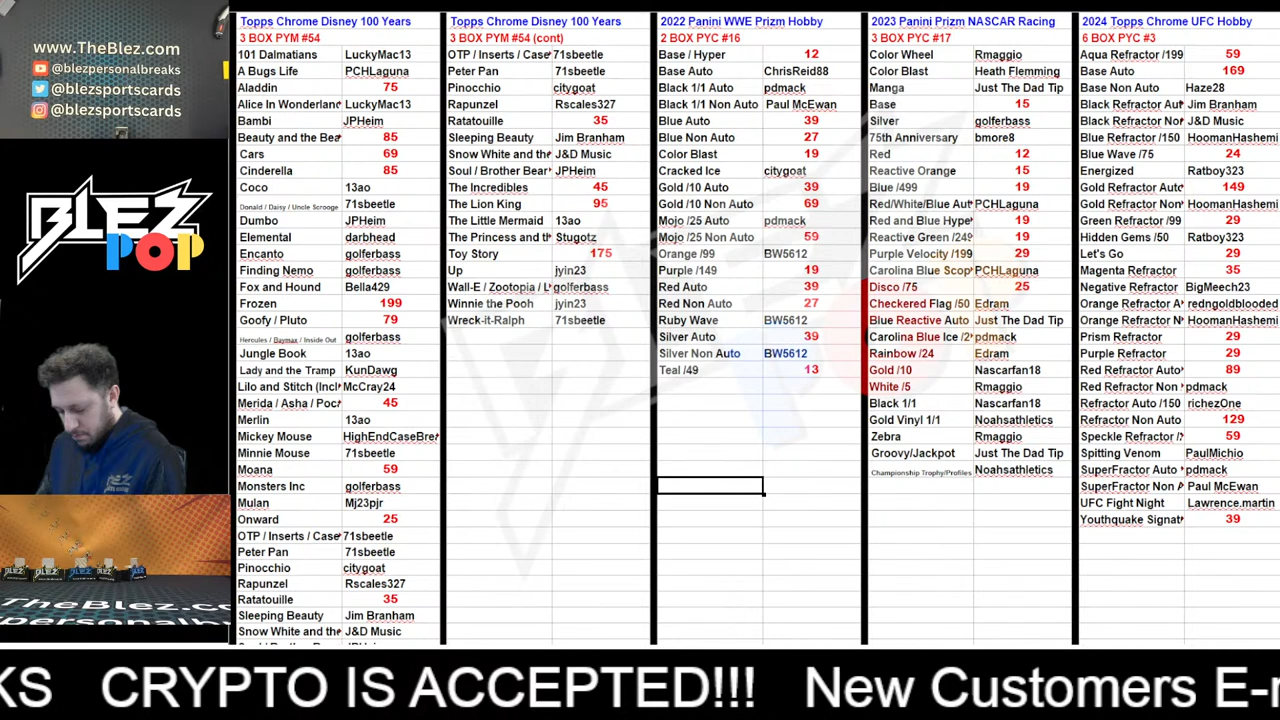 www.TheBlez.com
@blezpersonalbreaks
@blezsportscards
BLEZ
POP
TheBlez.co
personalb
Topps Chrome Disney 100 Years
3 BOX PYM #54
101 Dalmatians LuckyMac13
A Bugs Life PCHLaguna
Aladdin 75
Alice In Wonderlan LuckyMac13
Bambi JPHeim
Beauty and the Bea 85
Cars 69
Cinderella 85
Coco 13ao
Donald / Daisy / Uncle Scrooge 71sbeetle
Dumbo JPHeim
Elemental darbhead
Encanto golferbass
Finding Nemo golferbass
Fox and Hound Bella429
Frozen 199
Goofy / Pluto 79
Hercules / Baymax / Inside Out golferbass
Jungle Book 13ao
Lady and the Tramp KunDawg
Lilo and Stitch (Incl McCray24
Merida / Asha / Poc 45
Merlin 13ao
Mickey Mouse HighEndCaseBre
Minnie Mouse 71sbeetle
Moana 59
Monsters Inc golferbass
Mulan Mj23pjr
Onward 25
OTP / Inserts / Case 71sbeetle
Peter Pan 71sbeetle
Pinocchio citygoat
Rapunzel Rscales327
Ratatouille 35
Sleeping Beauty Jim Branham
Snow White and the J&D Music
Topps Chrome Disney 100 Years
3 BOX PYM #54 (cont)
OTP / Inserts / Case 71sbeetle
Peter Pan 71sbeetle
Pinocchio citygoat
Rapunzel Rscales327
Ratatouille 35
Sleeping Beauty Jim Branham
Snow White and the J&D Music
Soul / Brother Bear JPHeim
The Incredibles 45
The Lion King 95
The Little Mermaid 13ao
The Princess and th Stugotz
Toy Story 175
Up jyin23
Wall-E / Zootopia / L golferbass
Winnie the Pooh jyin23
Wreck-it-Ralph 71sbeetle
2022 Panini WWE Prizm Hobby
2 BOX PYC #16
Base / Hyper 12
Base Auto ChrisReid88
Black 1/1 Auto pdmack
Black 1/1 Non Auto Paul McEwan
Blue Auto 39
Blue Non Auto 27
Color Blast 19
Cracked Ice citygoat
Gold /10 Auto 39
Gold /10 Non Auto 69
Mojo /25 Auto pdmack
Mojo /25 Non Auto 59
Orange /99 BW5612
Purple /149 19
Red Auto 39
Red Non Auto 27
Ruby Wave BW5612
Silver Auto 39
Silver Non Auto BW5612
Teal /49 13
2023 Panini Prizm NASCAR Racing
3 BOX PYC #17
Color Wheel Rmaggio
Color Blast Heath Flemming
Manga Just The Dad Tip
Base 15
Silver golferbass
75th Anniversary bmore8
Red 12
Reactive Orange 15
Blue /499 19
Red/White/Blue Aut PCHLaguna
Red and Blue Hype 19
Reactive Green /249 19
Purple Velocity /199 29
Carolina Blue Scop PCHLaguna
Disco /75 25
Checkered Flag /50 Edram
Blue Reactive Auto Just The Dad Tip
Carolina Blue Ice /2 pdmack
Rainbow /24 Edram
Gold /10 Nascarfan18
White /5 Rmaggio
Black 1/1 Nascarfan18
Gold Vinyl 1/1 Noahsathletics
Zebra Rmaggio
Groovy/Jackpot Just The Dad Tip
Championship Trophy/Profiles Noahsathletics
2024 Topps Chrome UFC Hobby
6 BOX PYC #3
Aqua Refractor /199 59
Base Auto 169
Base Non Auto Haze28
Black Refractor Aut Jim Branham
Black Refractor Non J&D Music
Blue Refractor /150 HoomanHashemi
Blue Wave /75 24
Energized Ratboy323
Gold Refractor Auto 149
Gold Refractor Non HoomanHashemi
Green Refractor /99 29
Hidden Gems /50 Ratboy323
Let's Go 29
Magenta Refractor 35
Negative Refractor BigMeech23
Orange Refractor A redngoldblooded
Orange Refractor N HoomanHashemi
Prism Refractor 29
Purple Refractor 29
Red Refractor Auto 89
Red Refractor Non pdmack
Refractor Auto /150 richezOne
Refractor Non Auto 129
Speckle Refractor / 59
Spitting Venom PaulMichio
SuperFractor Auto pdmack
SuperFractor Non A Paul McEwan
UFC Fight Night Lawrence.martin
Youthquake Signat 39
KS CRYPTO IS ACCEPTED!!! New Customers E-